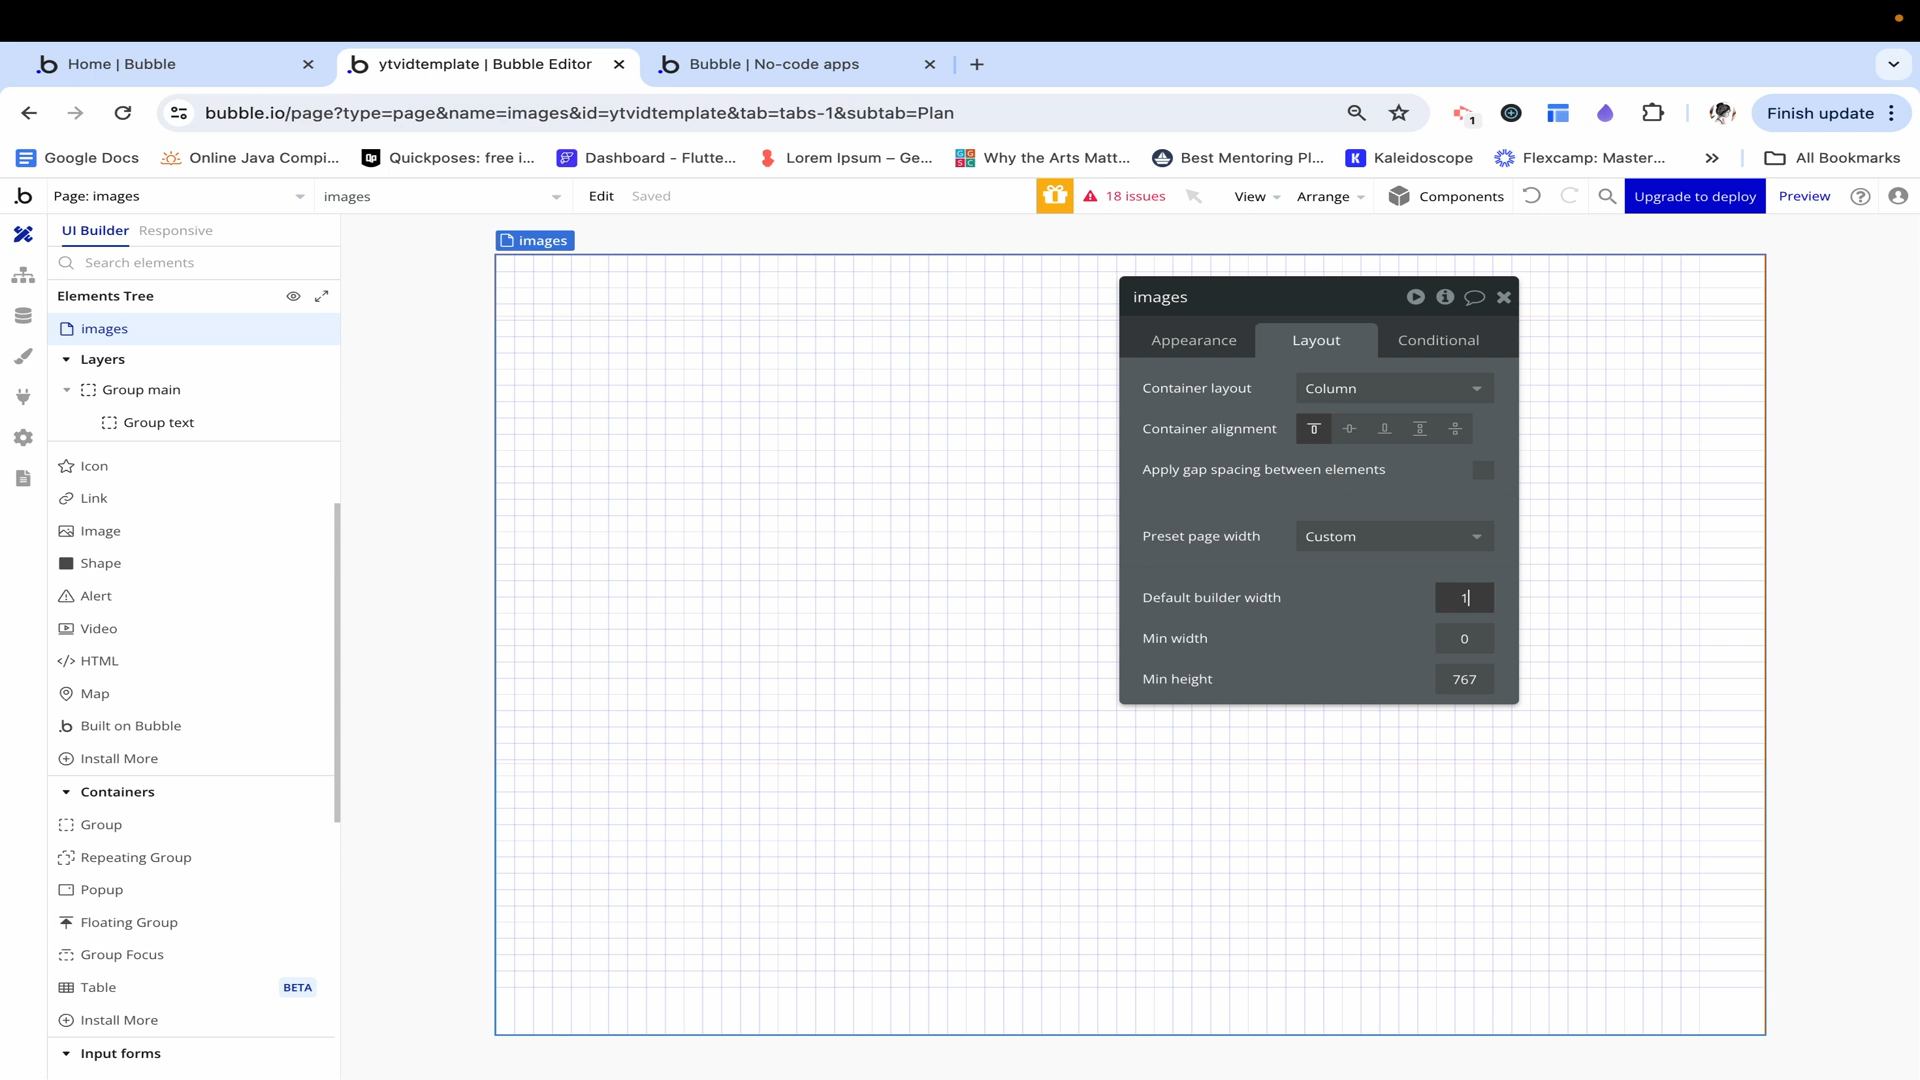 Home | Bubble
ytvidtemplate | Bubble Editor
Bubble | No-code apps
bubble.io/page?type=page&name=images&id=ytvidtemplate&tab=tabs-1&subtab=Plan
1
Finish update
Google Docs
Online Java Compi...
Qp
Quickposes: free i...
Dashboard - Flutte...
Lorem Ipsum – Ge...
Why the Arts Matt...
Best Mentoring Pl...
K
Kaleidoscope
Flexcamp: Master...
All Bookmarks
Page: images
images
Edit
Saved
18 issues
View
Arrange
Components
Upgrade to deploy
Preview
UI Builder
Responsive
Search elements
Elements Tree
images
Layers
Group main
Group text
Icon
Link
Image
Shape
Alert
Video
HTML
Map
Built on Bubble
Install More
Containers
Group
Repeating Group
Popup
Floating Group
Group Focus
Table
BETA
Install More
Input forms
images
images
Appearance
Layout
Conditional
Container layout
Column
Container alignment
Apply gap spacing between elements
Preset page width
Custom
Default builder width
1
Min width
0
Min height
767